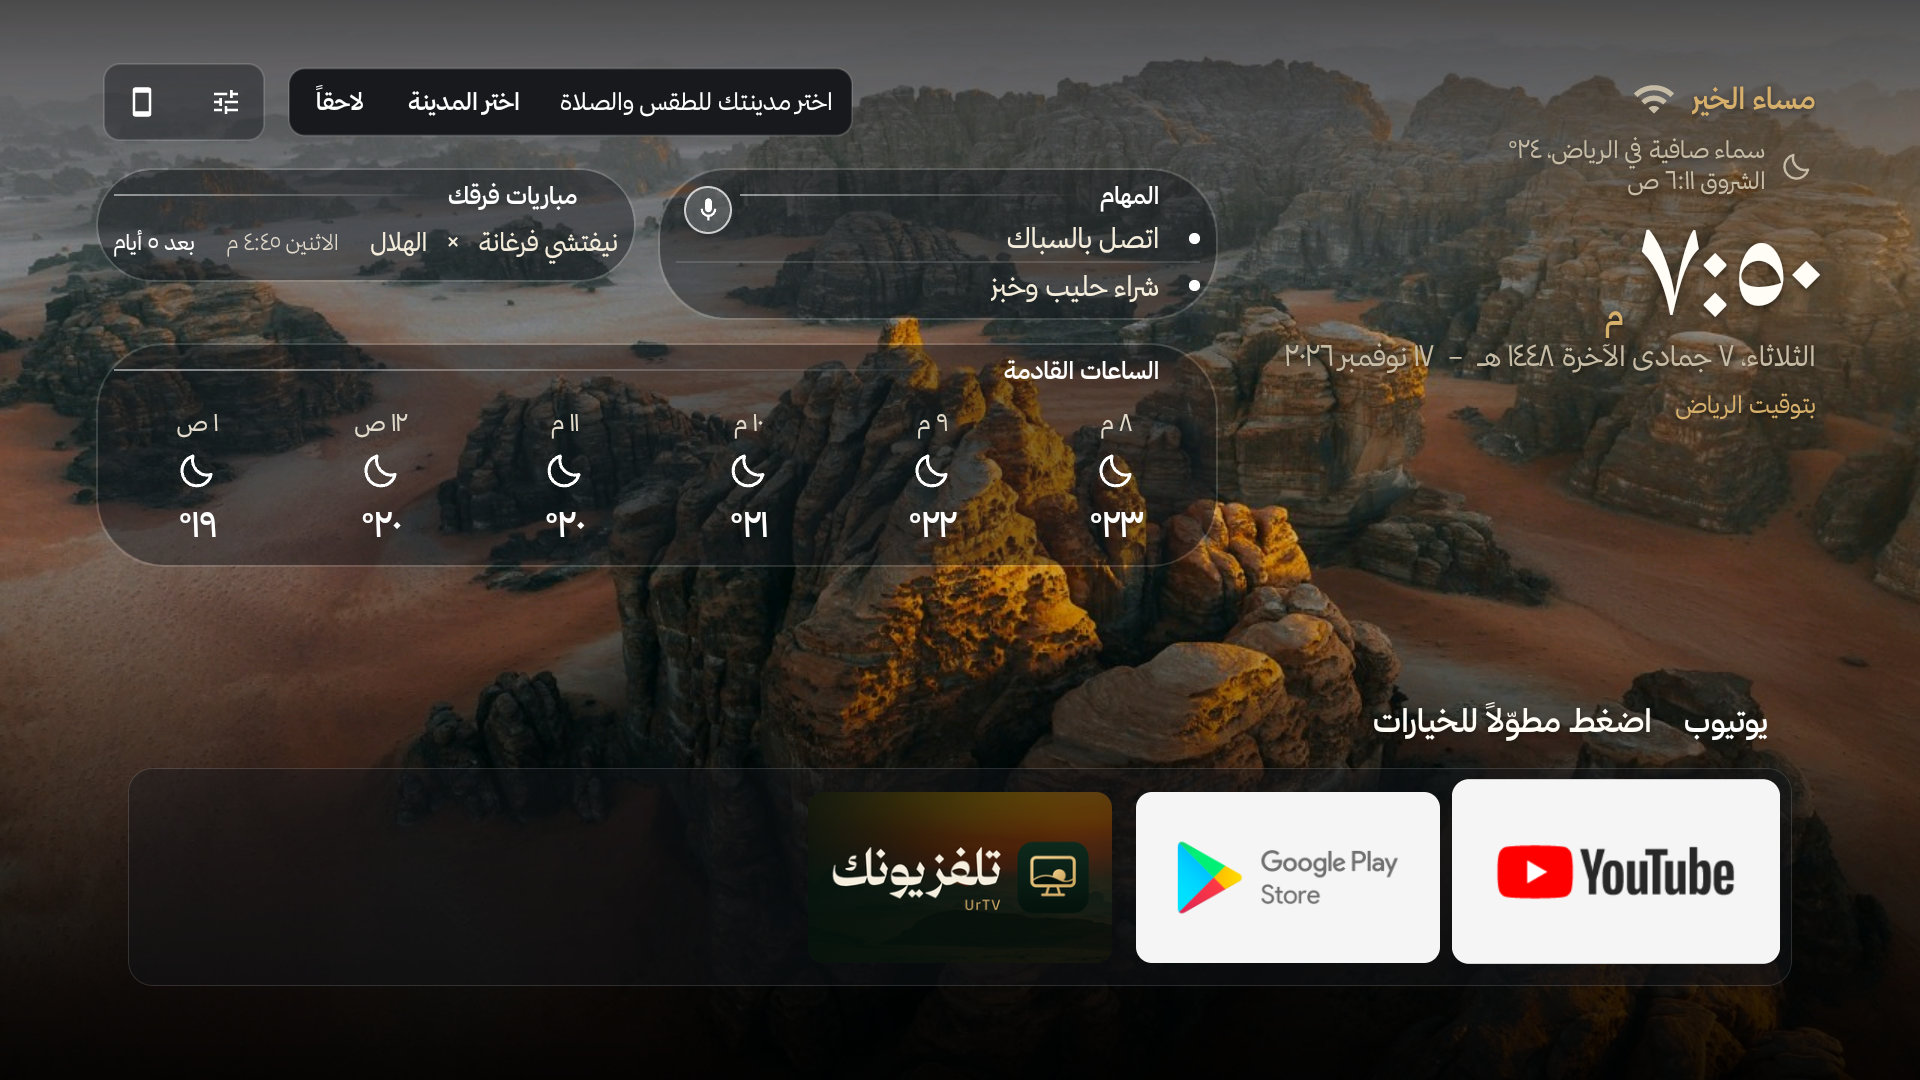 مساء الخير
سماء صافية في الرياض، ٢٤°
الشروق ٦:١١ ص
٧:٥٠ م
الثلاثاء، ٧ جمادى الآخرة ١٤٤٨ هـ – ١٧ نوفمبر ٢٠٢٦
بتوقيت الرياض
اختر مدينتك للطقس والصلاة اختر المدينة لاحقاً
المهام
اتصل بالسباك
شراء حليب وخبز
مباريات فرقك
نيفتشي فرغانة × الهلال الاثنين ٤:٤٥ م بعد ٥ أيام
الساعات القادمة
٨ م ٩ م ١٠ م ١١ م ١٢ ص ١ ص
٢٣° ٢٢° ٢١° ٢٠° ٢٠° ١٩°
يوتيوب اضغط مطوّلاً للخيارات
YouTube
Google Play
Store
تلفزيونك
UrTV